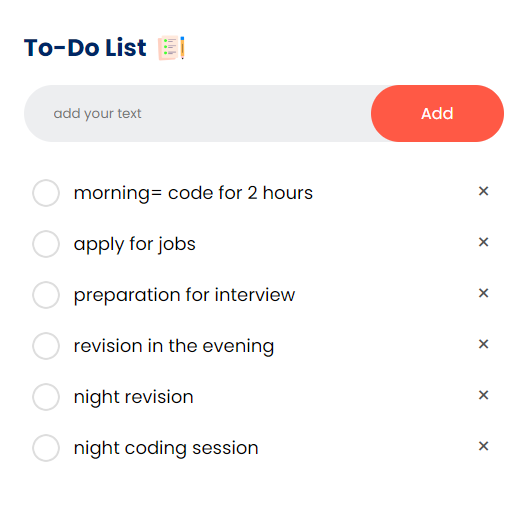 To-Do List
add your text
Add
morning= code for 2 hours
apply for jobs
preparation for interview
revision in the evening
night revision
night coding session